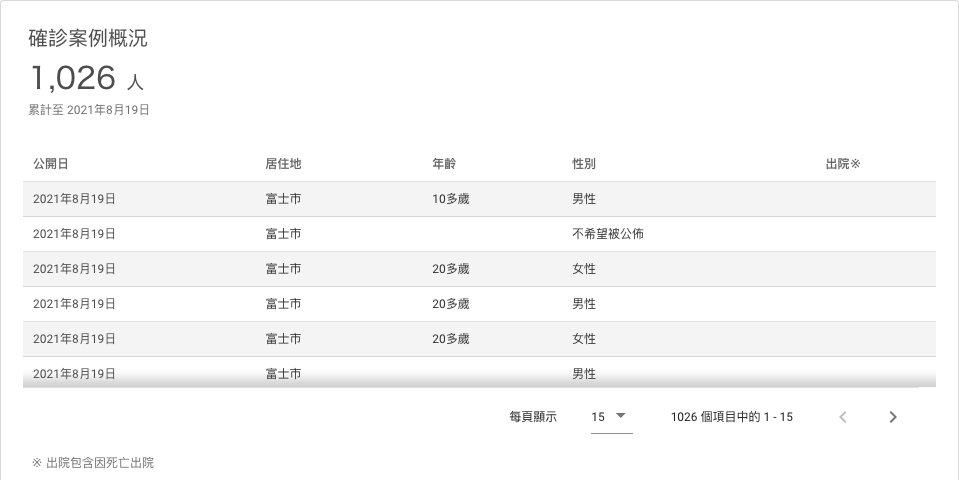 確診案例概況
1,026 人
累計至 2021年8月19日
公開日 居住地 年齡 性別 出院※
2021年8月19日 富士市 10多歲 男性
2021年8月19日 富士市 不希望被公佈
2021年8月19日 富士市 20多歲 女性
2021年8月19日 富士市 20多歲 男性
2021年8月19日 富士市 20多歲 女性
2021年8月19日 富士市 男性
每頁顯示 15 1026 個項目中的 1 - 15
※ 出院包含因死亡出院